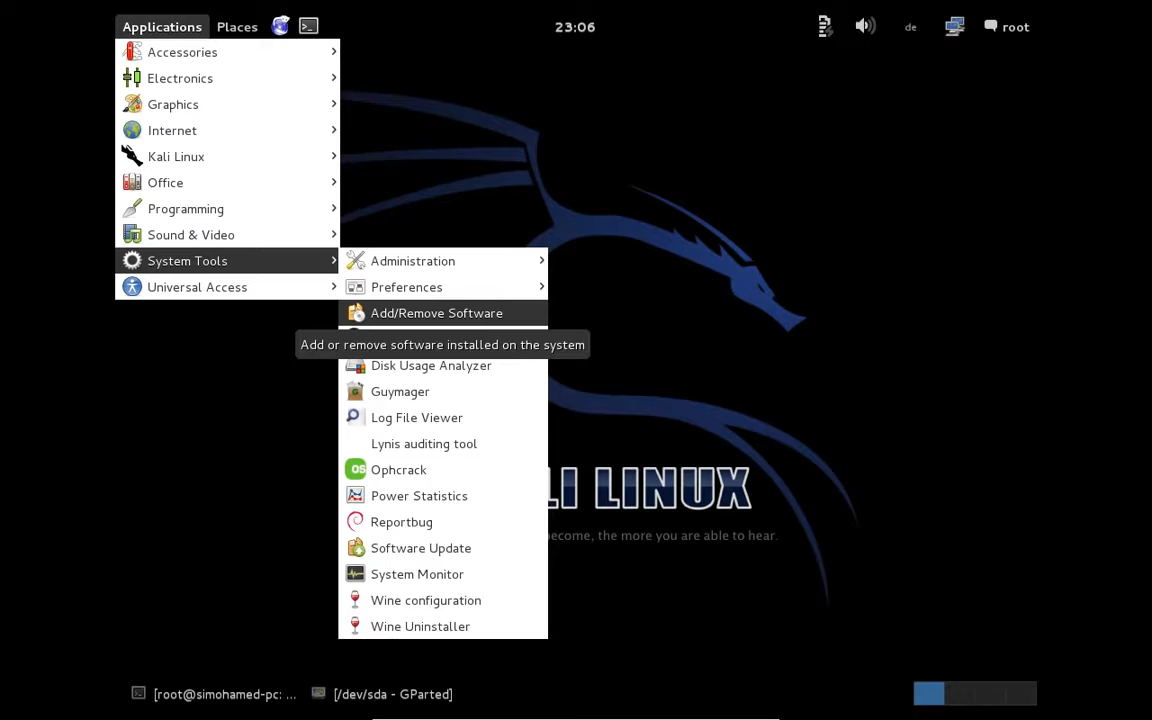 Applications Places 23:06 de root
Accessories
Electronics
Graphics
Internet
Kali Linux
Office
Programming
Sound & Video
System Tools
Universal Access
Administration
Preferences
Add/Remove Software
Add or remove software installed on the system
Disk Usage Analyzer
Guymager
Log File Viewer
Lynis auditing tool
OS Ophcrack
Power Statistics
Reportbug
Software Update
System Monitor
Wine configuration
Wine Uninstaller
LI LINUX
become, the more you are able to hear.
[root@simohamed-pc: ... [/dev/sda - GParted]